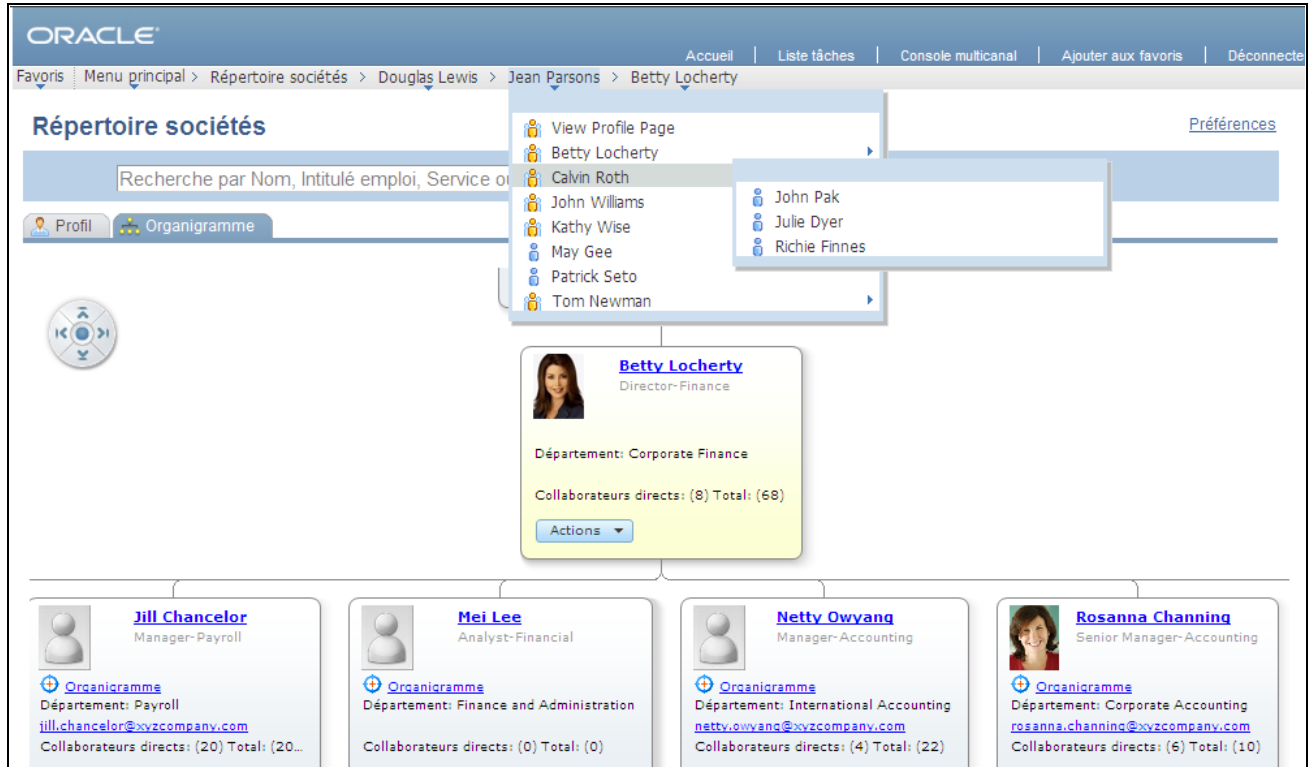 ORACLE
Accueil | Liste tâches | Console multicanal | Ajouter aux favoris | Déconnecte
Favoris Menu principal > Répertoire sociétés > Douglas Lewis > Jean Parsons > Betty Locherty
Répertoire sociétés
Préférences
View Profile Page
Betty Locherty
Recherche par Nom, Intitulé emploi, Service o
Calvin Roth
John Williams
Kathy Wise
May Gee
Patrick Seto
Tom Newman
John Pak
Julie Dyer
Richie Finnes
Profil
Organigramme
Betty Locherty
Director-Finance
Département: Corporate Finance
Collaborateurs directs: (8) Total: (68)
Actions
Jill Chancelor
Manager-Payroll
Organigramme
Département: Payroll
jill.chancelor@xyzcompany.com
Collaborateurs directs: (20) Total: (20...
Mei Lee
Analyst-Financial
Organigramme
Département: Finance and Administration
Collaborateurs directs: (0) Total: (0)
Netty Owyang
Manager-Accounting
Organigramme
Département: International Accounting
netty.owyang@xyzcompany.com
Collaborateurs directs: (4) Total: (22)
Rosanna Channing
Senior Manager-Accounting
Organigramme
Département: Corporate Accounting
rosanna.channing@xyzcompany.com
Collaborateurs directs: (6) Total: (10)